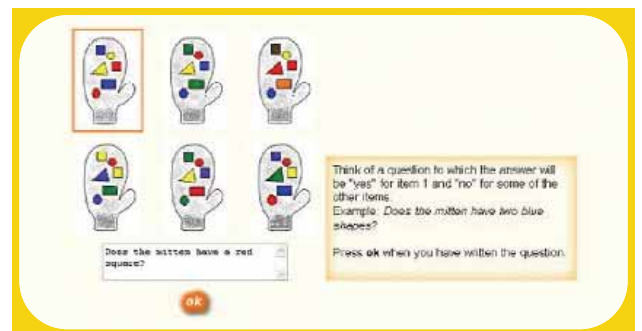 Think of a question to which the answer will
be "yes" for item 1 and "no" for some of the
other items.
Example: Does the mitten have two blue
shapes?
Press ok when you have written the question.
Does the mitten have a red
square?
ok